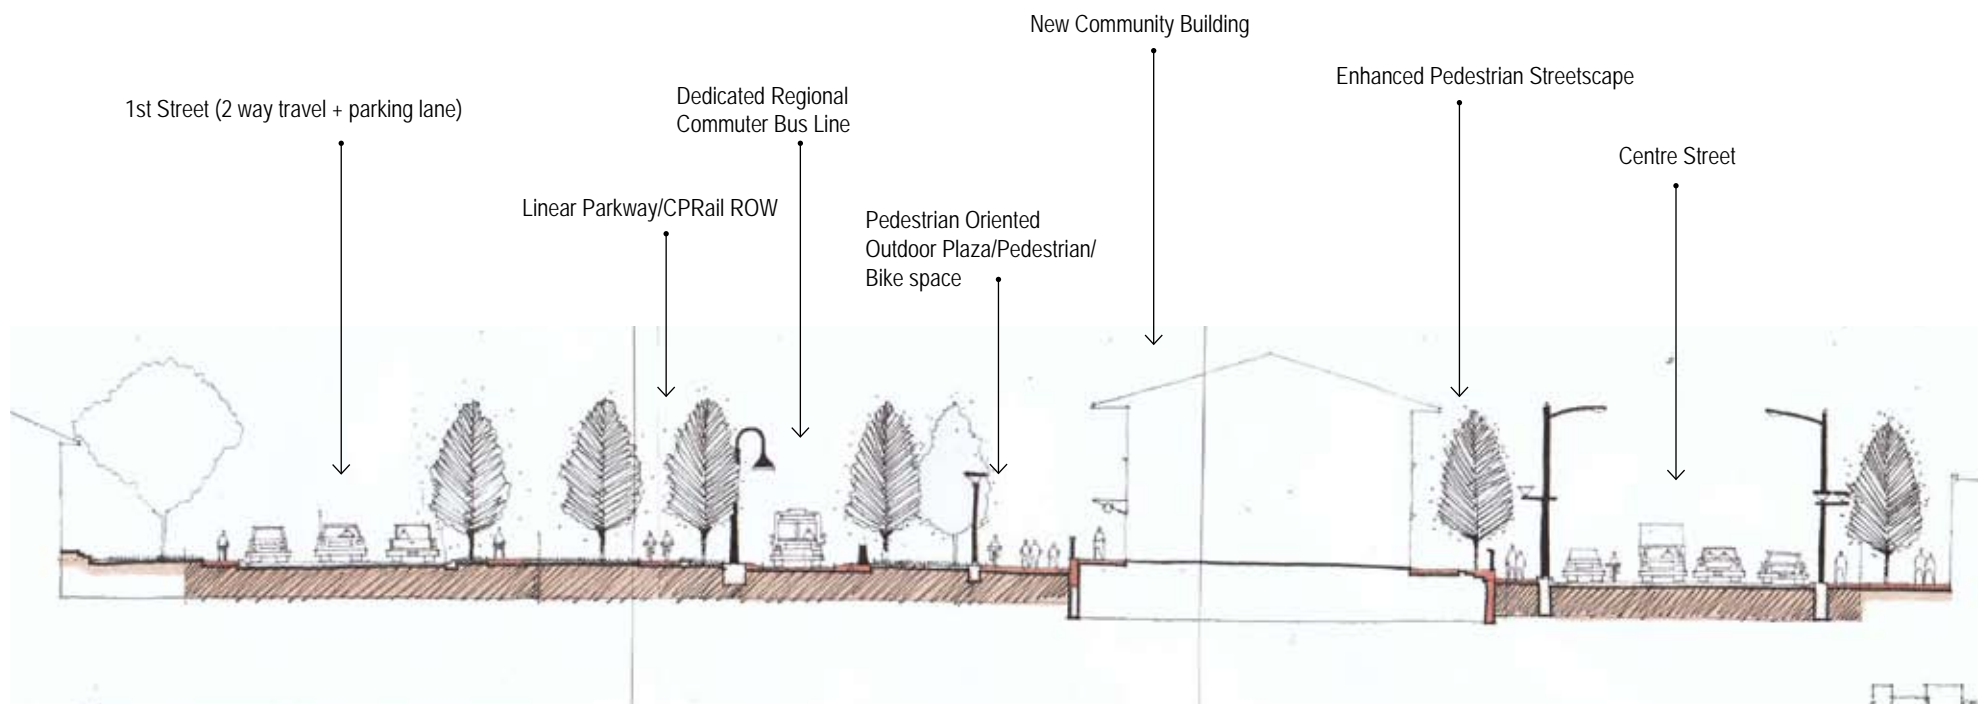 New Community Building
Enhanced Pedestrian Streetscape
1st Street (2 way travel + parking lane)
Dedicated Regional
Commuter Bus Line
Centre Street
Linear Parkway/CPRail ROW
Pedestrian Oriented
Outdoor Plaza/Pedestrian/
Bike space